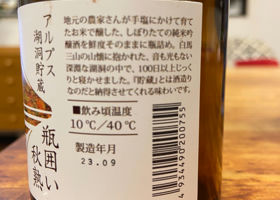 地元の農家さんが手塩にかけて育て
たお米で醸した、しぼりたての純米吟
醸酒を鮮度そのままに瓶詰め。白馬
三山の山懐に抱かれた、音も光もない
深淵な湖洞の中で、100日以上じっ
くりと熟成させます。「貯蔵」とは酒造り
なのだと納得させてくれる味わいです。
■飲み頃温度
10℃/40℃
製造年月
23.09
4934490200755
アルプス
湖洞貯蔵
瓶囲い
秋熟